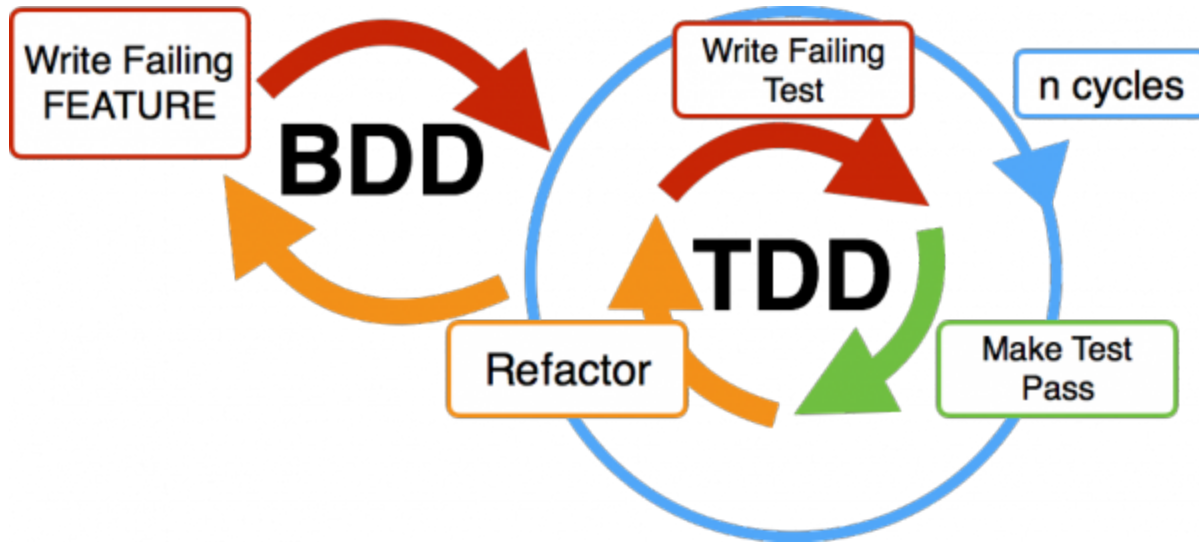 Write Failing
FEATURE
BDD
Write Failing
Test
n cycles
TDD
Refactor
Make Test
Pass